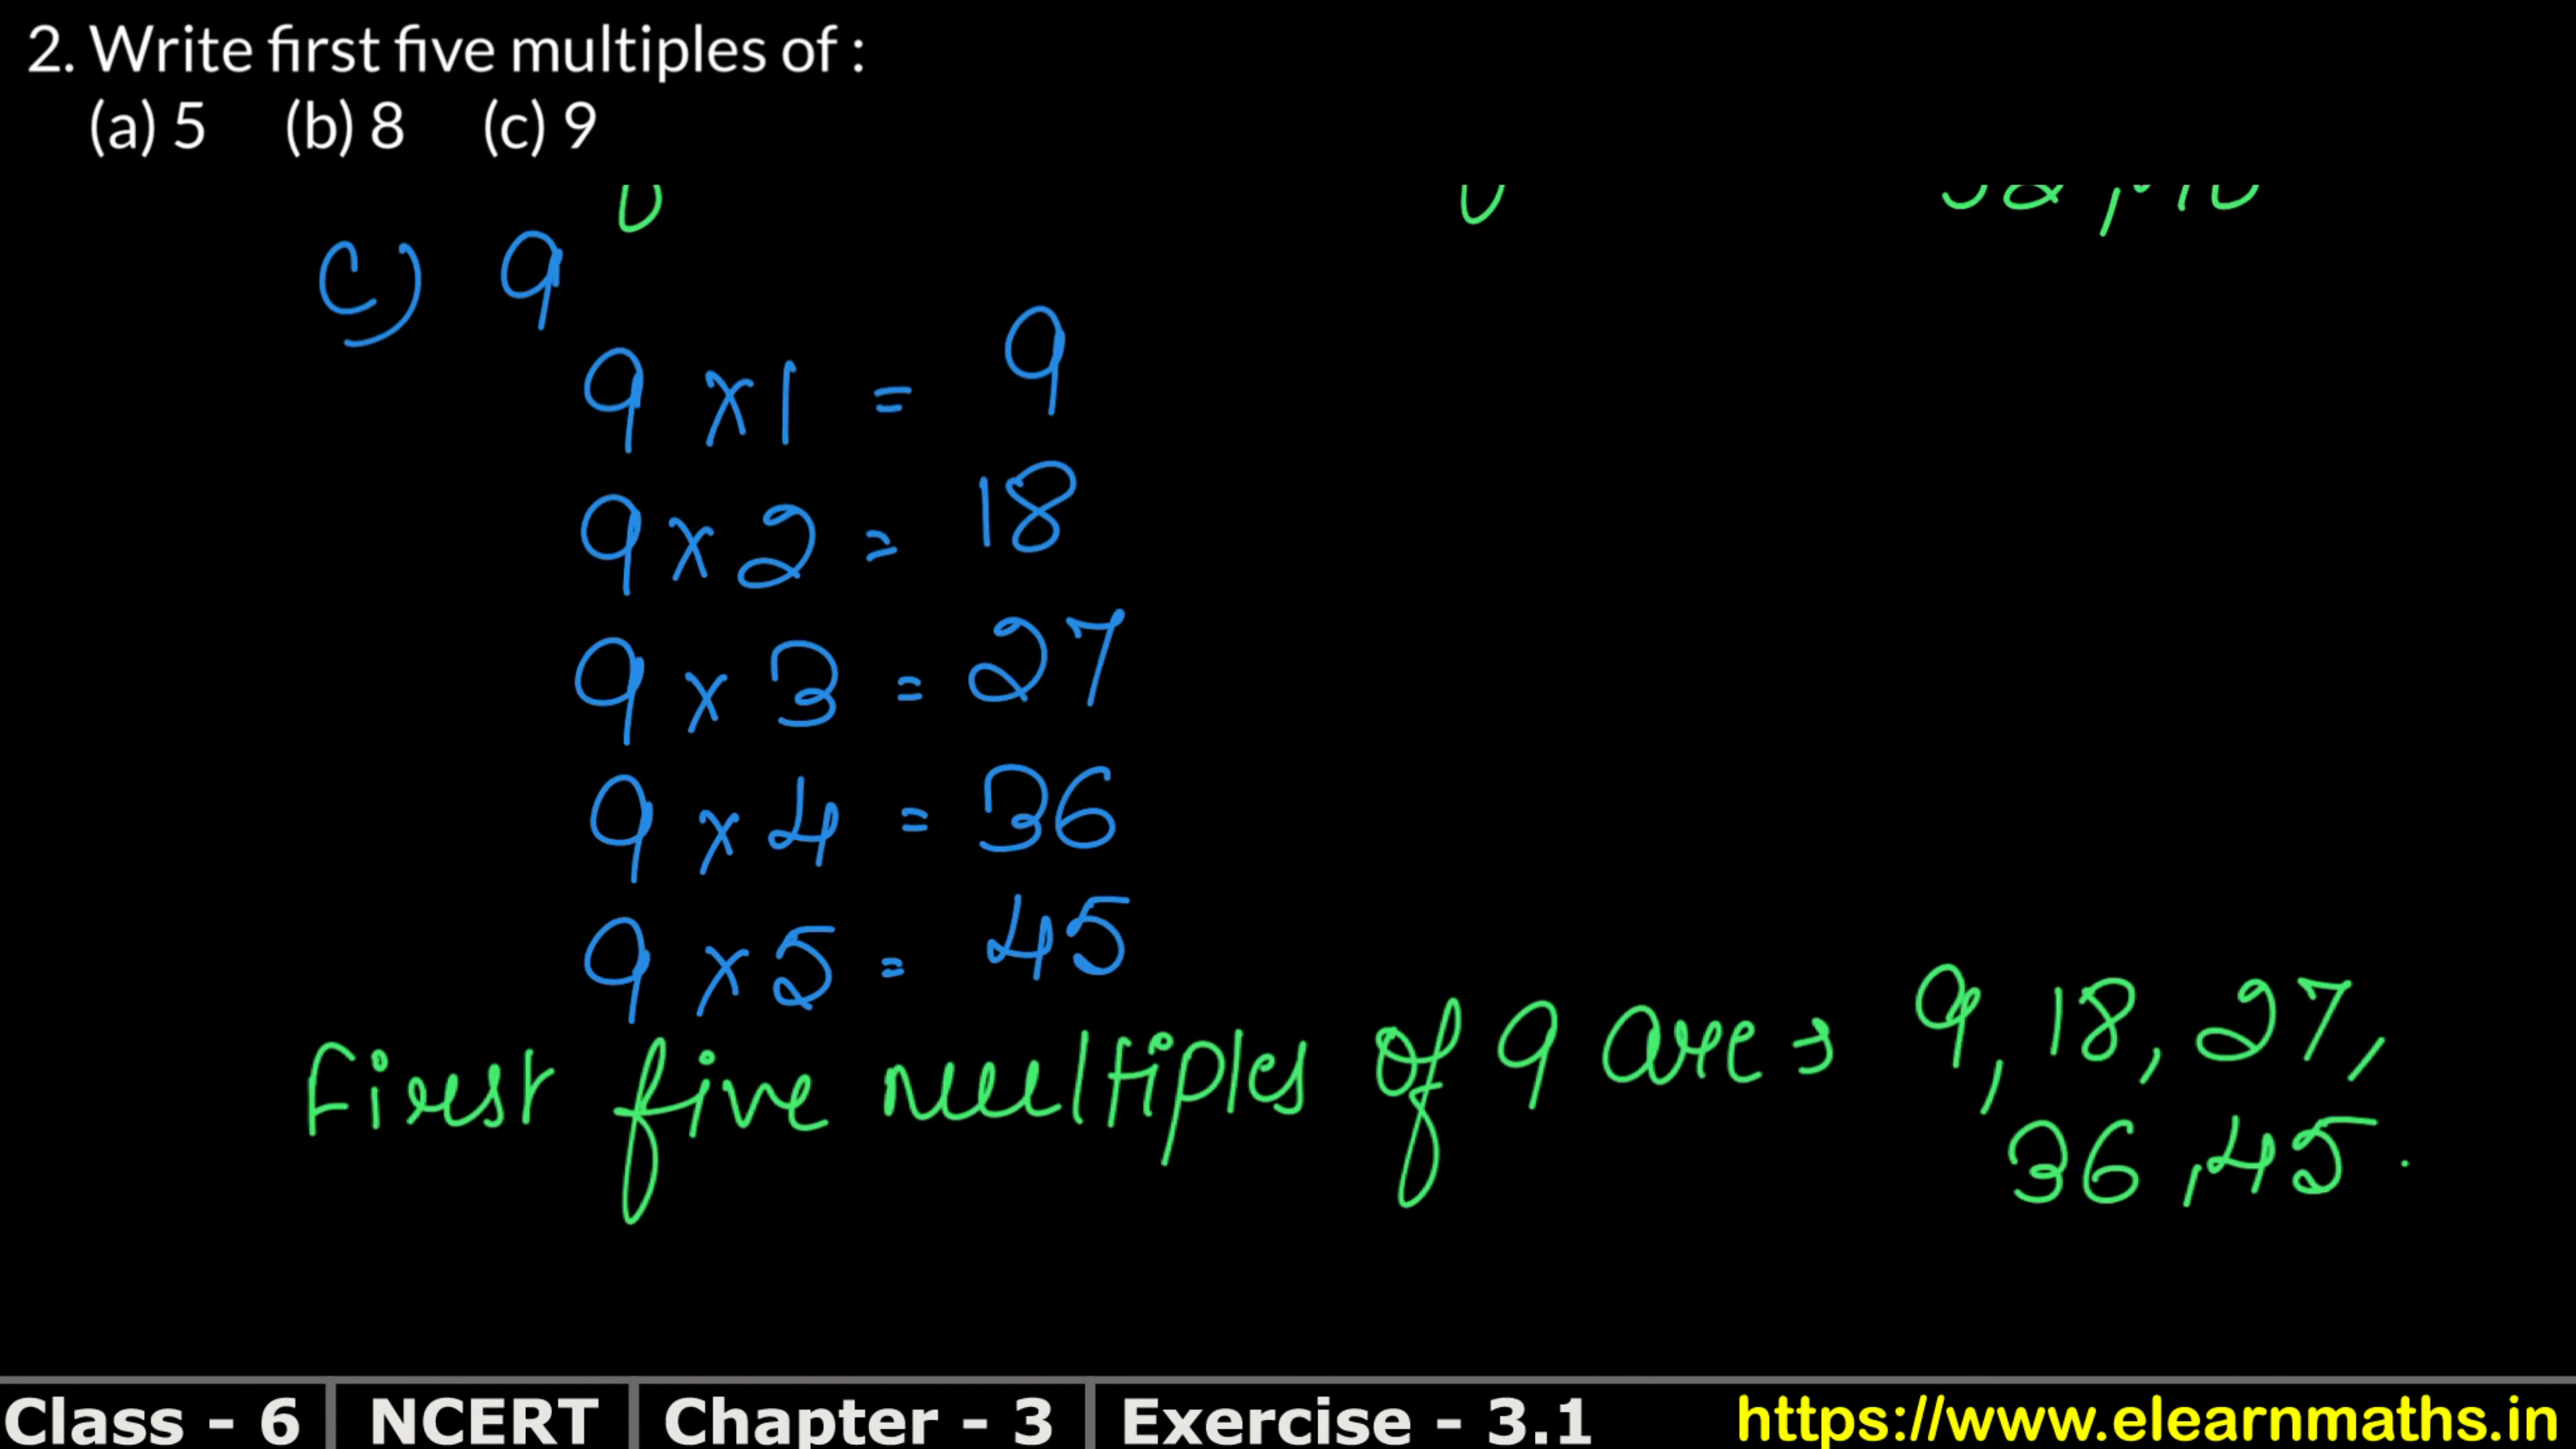 2. Write first five multiples of :
(a) 5 (b) 8 (c) 9
c) 9
9 × 1 = 9
9 × 2 = 18
9 × 3 = 27
9 × 4 = 36
9 × 5 = 45
First five multiples of 9 are → 9, 18, 27,
36, 45.
Class - 6 NCERT Chapter - 3 Exercise - 3.1 https://www.elearnmaths.in